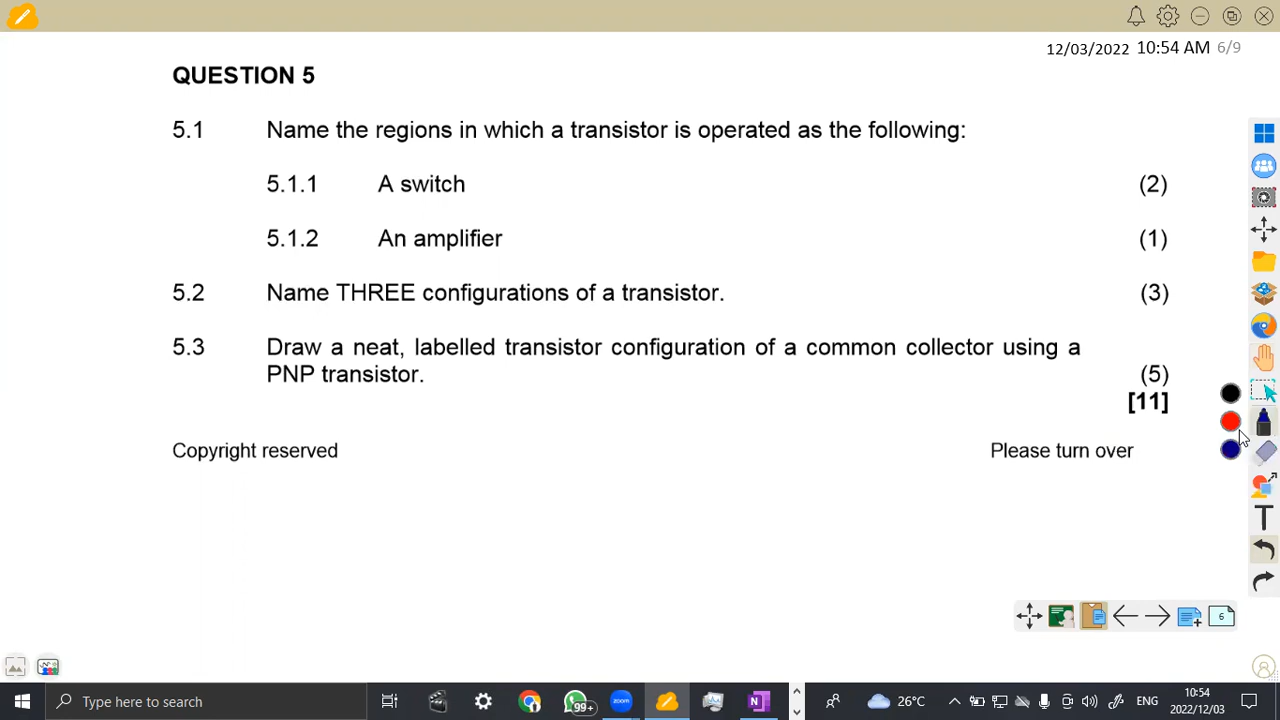 12/03/2022 10:54 AM 6/9
QUESTION 5
5.1 Name the regions in which a transistor is operated as the following:
5.1.1 A switch (2)
5.1.2 An amplifier (1)
5.2 Name THREE configurations of a transistor. (3)
5.3 Draw a neat, labelled transistor configuration of a common collector using a
PNP transistor. (5)
[11]
Copyright reserved Please turn over
T
6
Type here to search
99+
zoom
N
26°C
ENG
10:54
2022/12/03